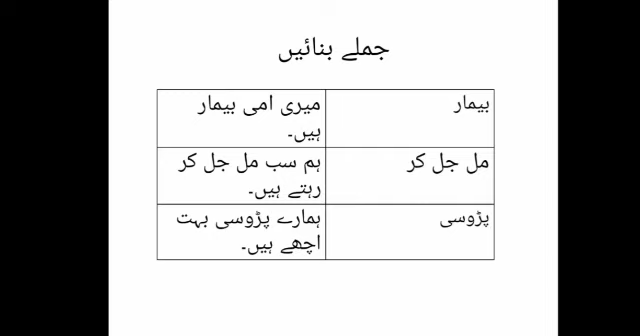 جملے بنائیں
بیمار
میری امی بیمار
ہیں۔
مل جل کر
ہم سب مل جل کر
رہتے ہیں۔
پڑوسی
ہمارے پڑوسی بہت
اچھے ہیں۔